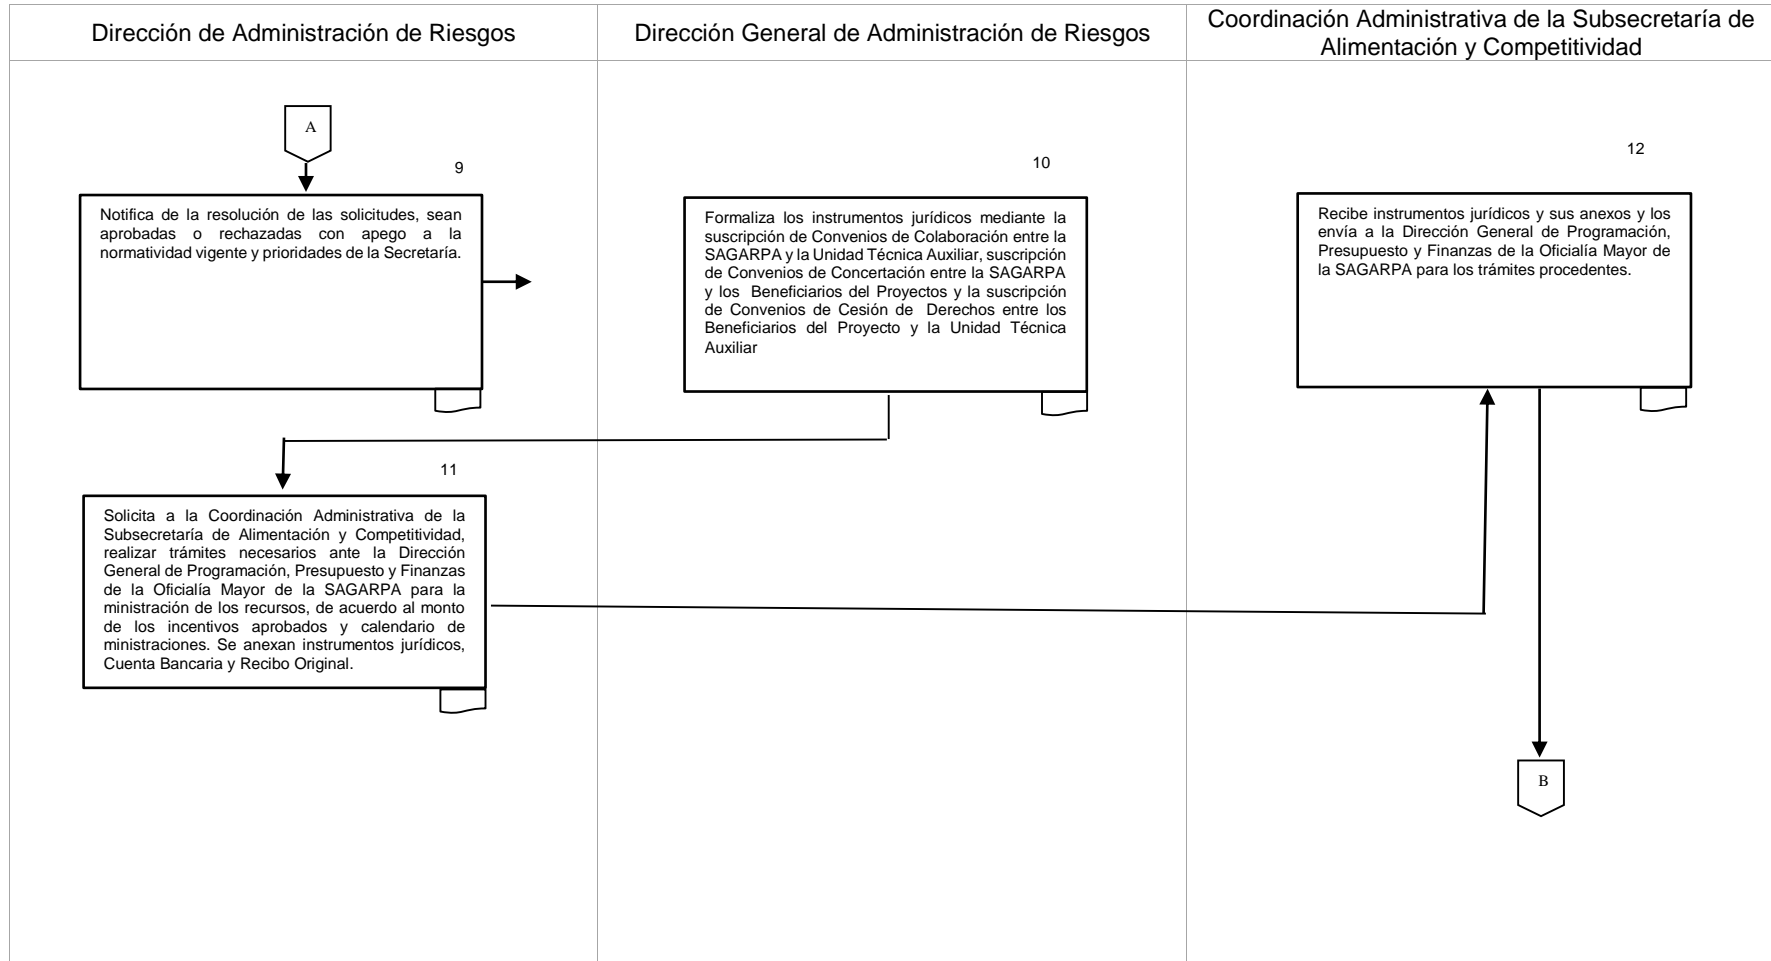 Dirección de Administración de Riesgos
Dirección General de Administración de Riesgos
Coordinación Administrativa de la Subsecretaría de
Alimentación y Competitividad
A
9
Notifica de la resolución de las solicitudes, sean
aprobadas o rechazadas con apego a la
normatividad vigente y prioridades de la Secretaría.
10
Formaliza los instrumentos jurídicos mediante la
suscripción de Convenios de Colaboración entre la
SAGARPA y la Unidad Técnica Auxiliar, suscripción
de Convenios de Concertación entre la SAGARPA
y los Beneficiarios del Proyectos y la suscripción
de Convenios de Cesión de Derechos entre los
Beneficiarios del Proyecto y la Unidad Técnica
Auxiliar
11
Solicita a la Coordinación Administrativa de la
Subsecretaría de Alimentación y Competitividad,
realizar trámites necesarios ante la Dirección
General de Programación, Presupuesto y Finanzas
de la Oficialía Mayor de la SAGARPA para la
ministración de los recursos, de acuerdo al monto
de los incentivos aprobados y calendario de
ministraciones. Se anexan instrumentos jurídicos,
Cuenta Bancaria y Recibo Original.
12
Recibe instrumentos jurídicos y sus anexos y los
envía a la Dirección General de Programación,
Presupuesto y Finanzas de la Oficialía Mayor de
la SAGARPA para los trámites procedentes.
B